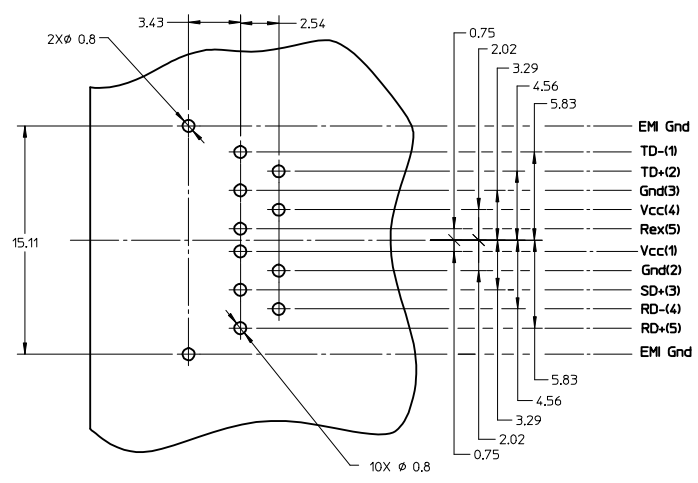 3.43
2.54
2XØ 0.8
0.75
2.02
3.29
4.56
5.83
EMI Gnd
TD-(1)
TD+(2)
Gnd(3)
Vcc(4)
Rex(5)
15.11
Vcc(1)
Gnd(2)
SD+(3)
RD-(4)
RD+(5)
EMI Gnd
5.83
4.56
3.29
2.02
0.75
10X Ø 0.8